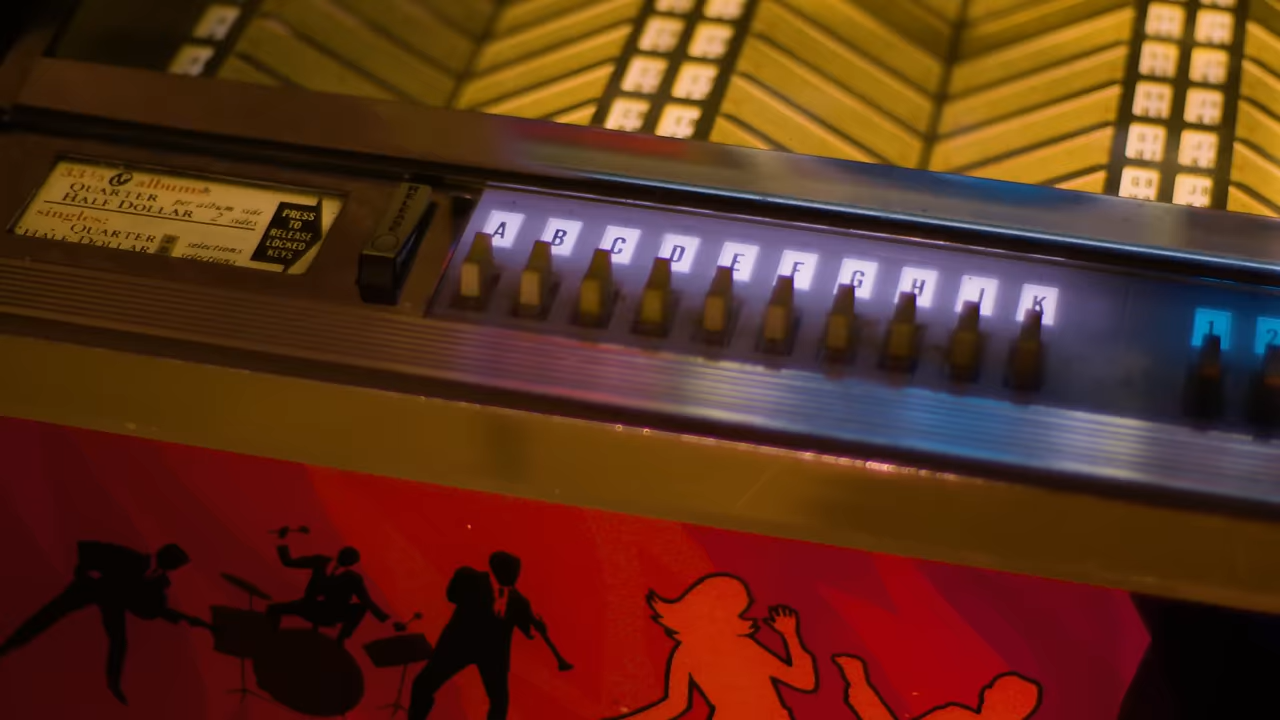 33⅓ albums
QUARTER per album side
HALF DOLLAR 2 sides
singles:
QUARTER selections
HALF DOLLAR selections
PRESS
TO
RELEASE
LOCKED
KEYS
A B C D E F G H J K
1 2